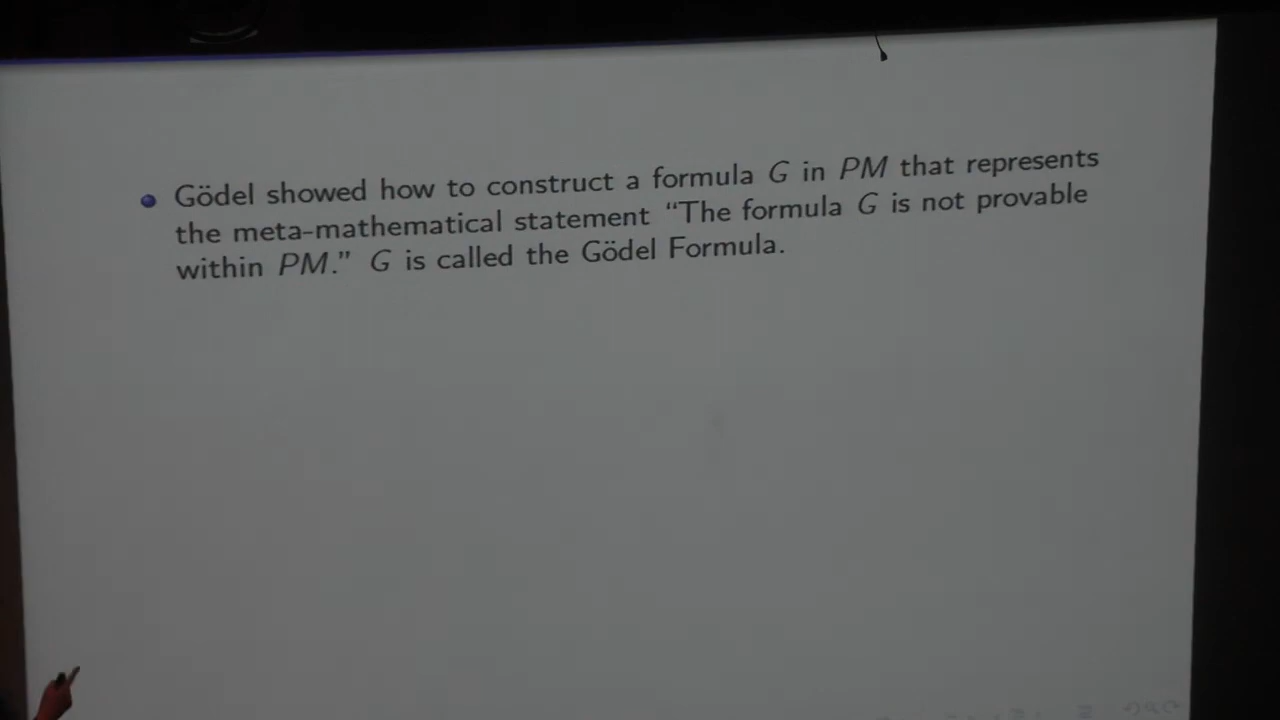 Gödel showed how to construct a formula G in PM that represents
the meta-mathematical statement “The formula G is not provable
within PM.” G is called the Gödel Formula.